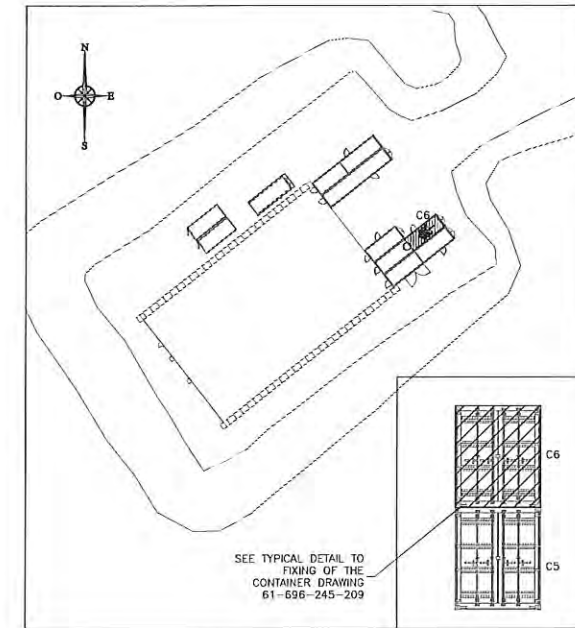 N
O E
S
C6
C6
SEE TYPICAL DETAIL TO
FIXING OF THE
CONTAINER DRAWING
61-696-245-209
C5